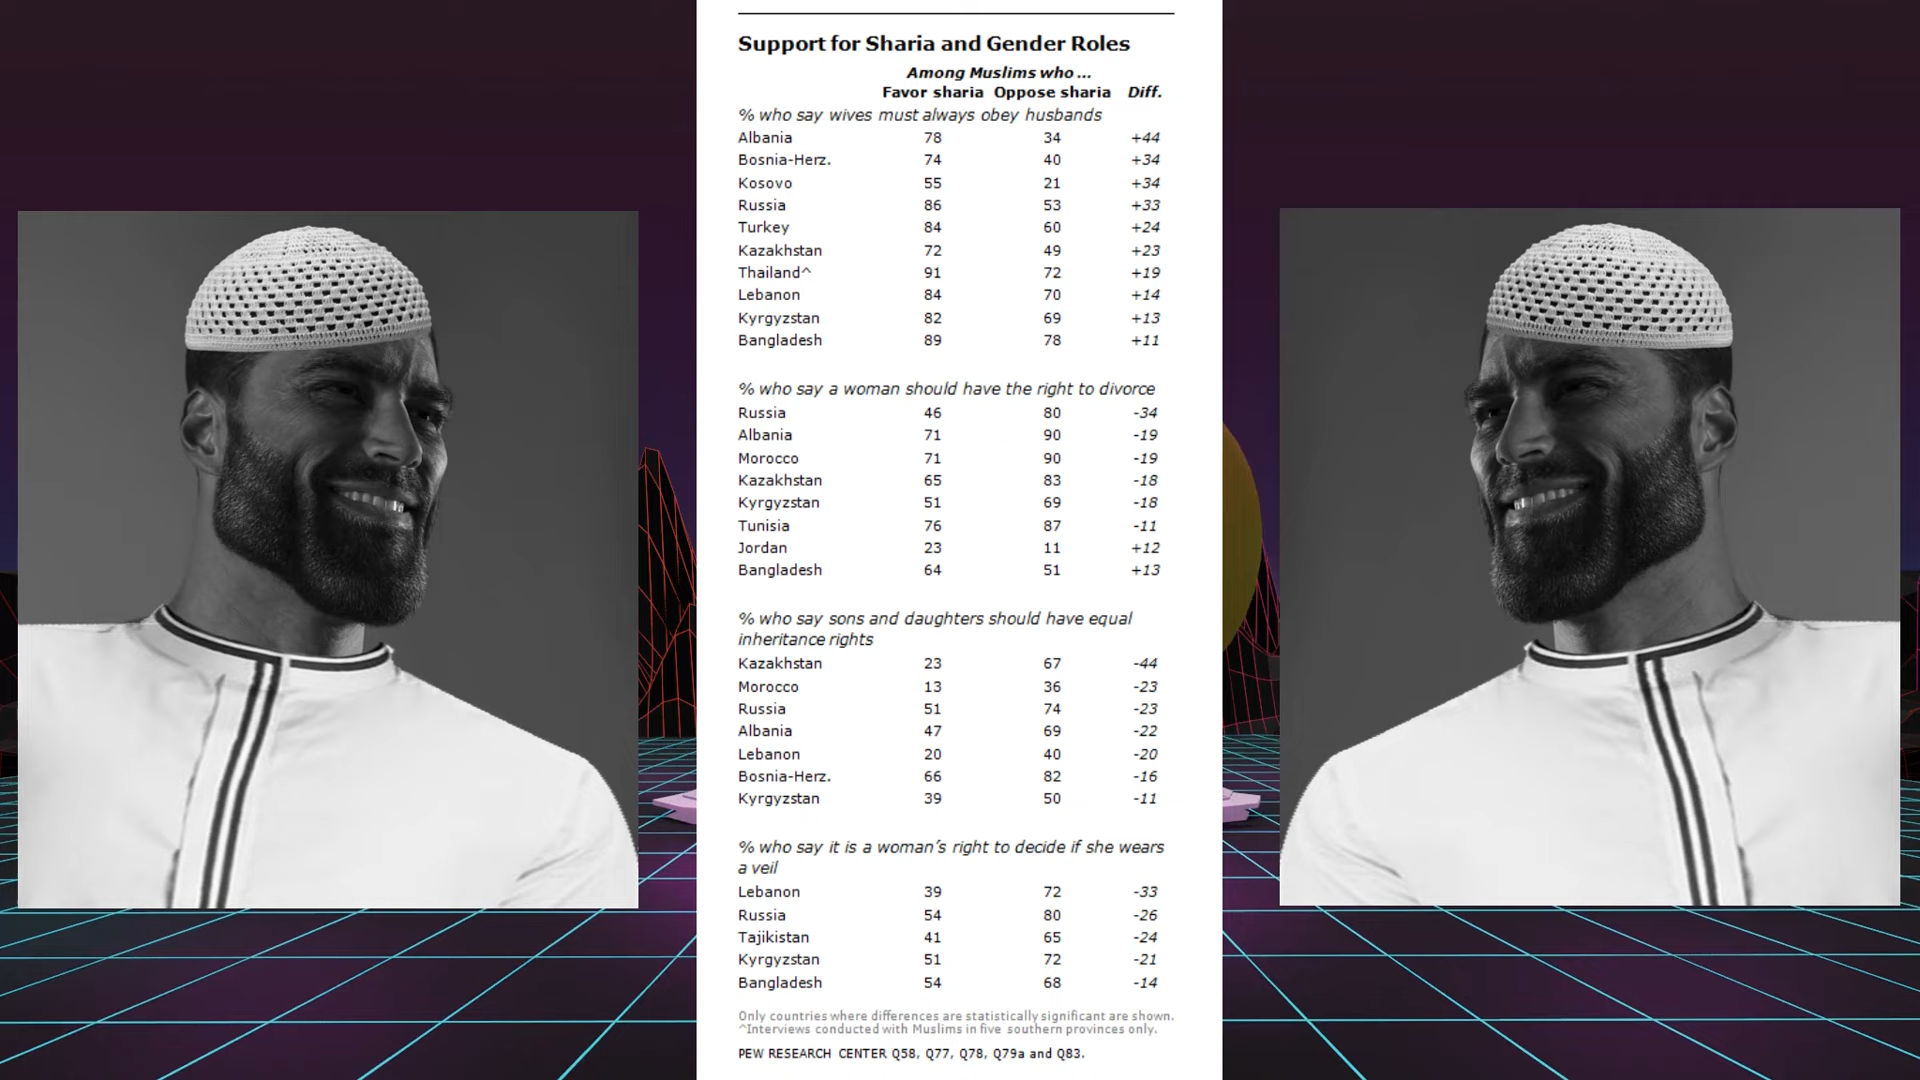 Support for Sharia and Gender Roles
Among Muslims who ...
Favor sharia Oppose sharia Diff.
% who say wives must always obey husbands
Albania 78 34 +44
Bosnia-Herz. 74 40 +34
Kosovo 55 21 +34
Russia 86 53 +33
Turkey 84 60 +24
Kazakhstan 72 49 +23
Thailand^ 91 72 +19
Lebanon 84 70 +14
Kyrgyzstan 82 69 +13
Bangladesh 89 78 +11
% who say a woman should have the right to divorce
Russia 46 80 -34
Albania 71 90 -19
Morocco 71 90 -19
Kazakhstan 65 83 -18
Kyrgyzstan 51 69 -18
Tunisia 76 87 -11
Jordan 23 11 +12
Bangladesh 64 51 +13
% who say sons and daughters should have equal
inheritance rights
Kazakhstan 23 67 -44
Morocco 13 36 -23
Russia 51 74 -23
Albania 47 69 -22
Lebanon 20 40 -20
Bosnia-Herz. 66 82 -16
Kyrgyzstan 39 50 -11
% who say it is a woman’s right to decide if she wears
a veil
Lebanon 39 72 -33
Russia 54 80 -26
Tajikistan 41 65 -24
Kyrgyzstan 51 72 -21
Bangladesh 54 68 -14
Only countries where differences are statistically significant are shown.
^Interviews conducted with Muslims in five southern provinces only.
PEW RESEARCH CENTER Q58, Q77, Q78, Q79a and Q83.